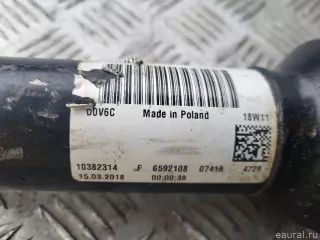 D0V6C Made in Poland 18W11
10382314 F 6592108 07418 4729
15.03.2018 00:00:38
eaural.ru